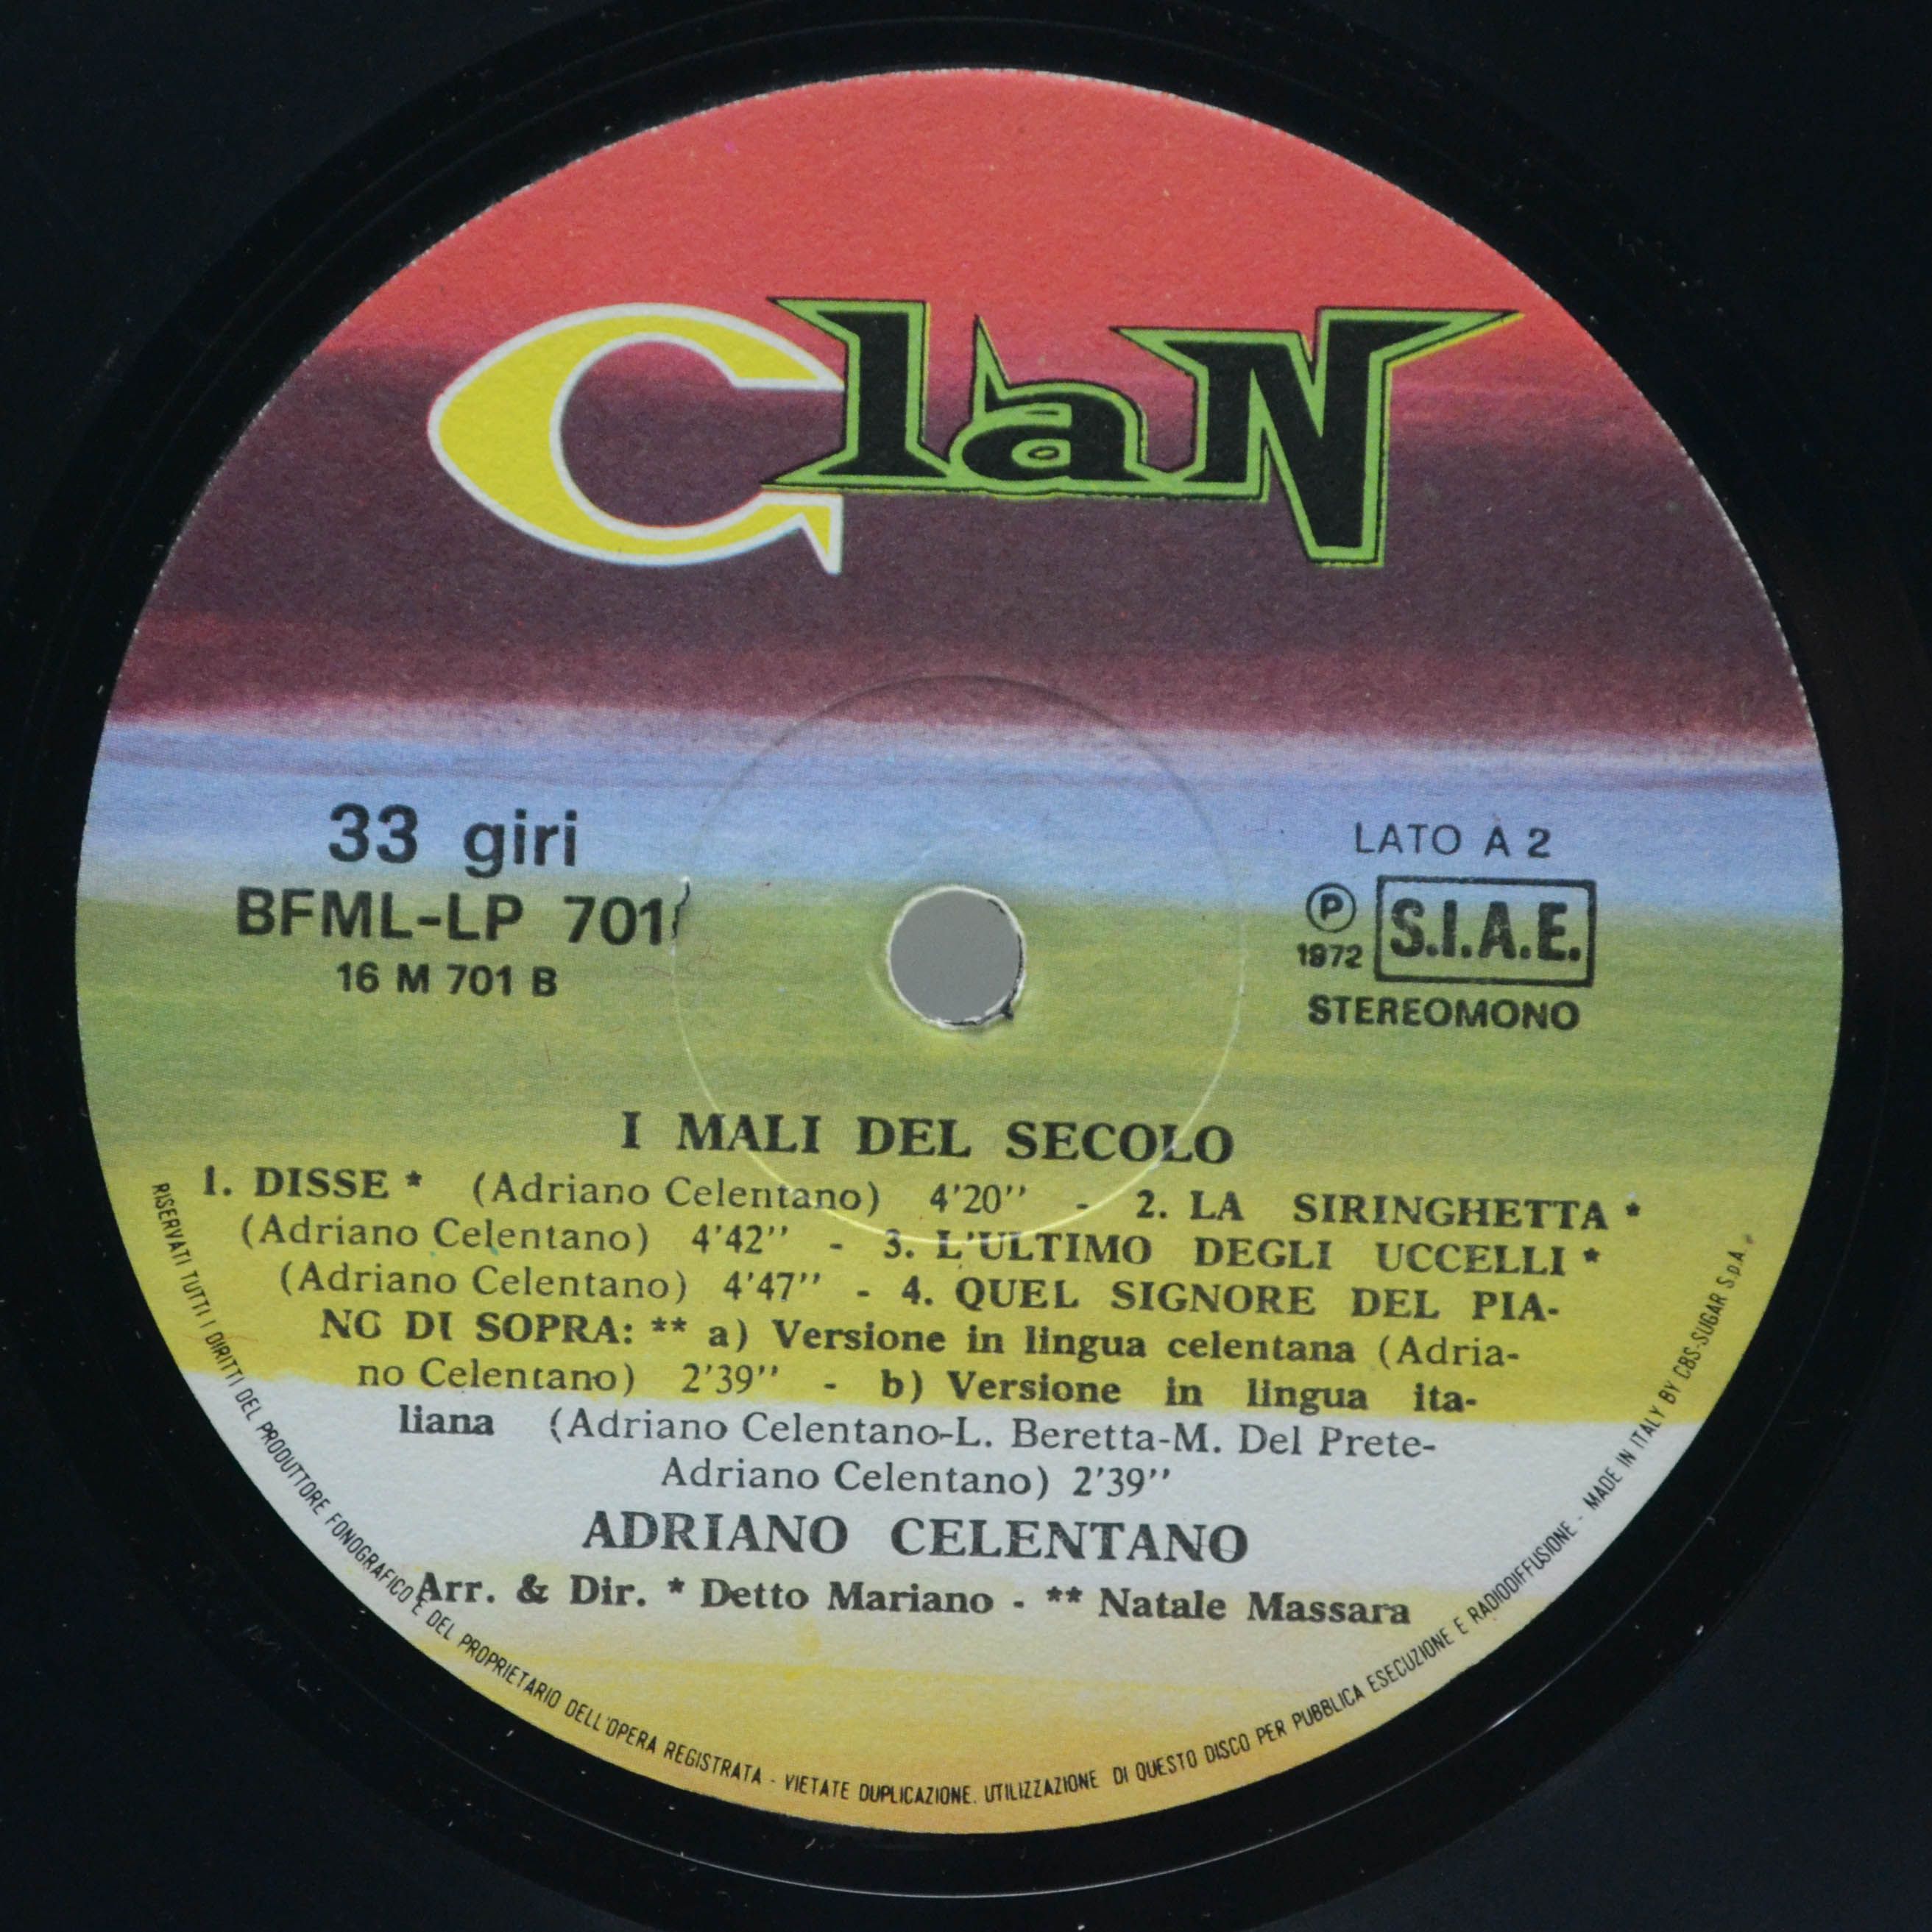 ClaN
33 giri
BFML-LP 701
16 M 701 B
LATO A 2
P
1972
S.I.A.E.
STEREOMONO
I MALI DEL SECOLO
1. DISSE * (Adriano Celentano) 4'20'' - 2. LA SIRINGHETTA *
(Adriano Celentano) 4'42'' - 3. L'ULTIMO DEGLI UCCELLI *
(Adriano Celentano) 4'47'' - 4. QUEL SIGNORE DEL PIA-
NO DI SOPRA: ** a) Versione in lingua celentana (Adria-
no Celentano) 2'39'' - b) Versione in lingua ita-
liana (Adriano Celentano-L. Beretta-M. Del Prete-
Adriano Celentano) 2'39''
ADRIANO CELENTANO
Arr. & Dir. * Detto Mariano - ** Natale Massara
RISERVATI TUTTI I DIRITTI DEL PRODUTTORE FONOGRAFICO E DEL PROPRIETARIO DELL'OPERA REGISTRATA - VIETATE DUPLICAZIONE. UTILIZZAZIONE DI QUESTO DISCO PER PUBBLICA ESECUZIONE E RADIODIFFUSIONE - MADE IN ITALY BY CBS-SUGAR S.p.A.